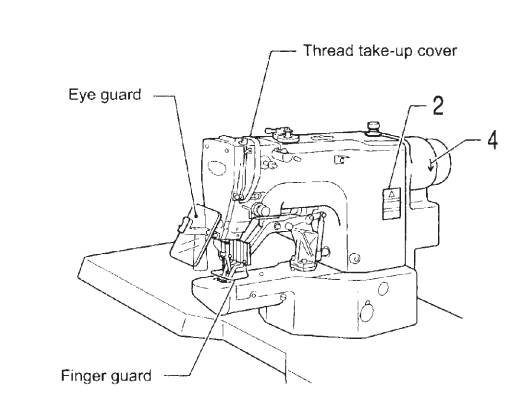 Thread take-up cover
Eye guard
2
4
Finger guard